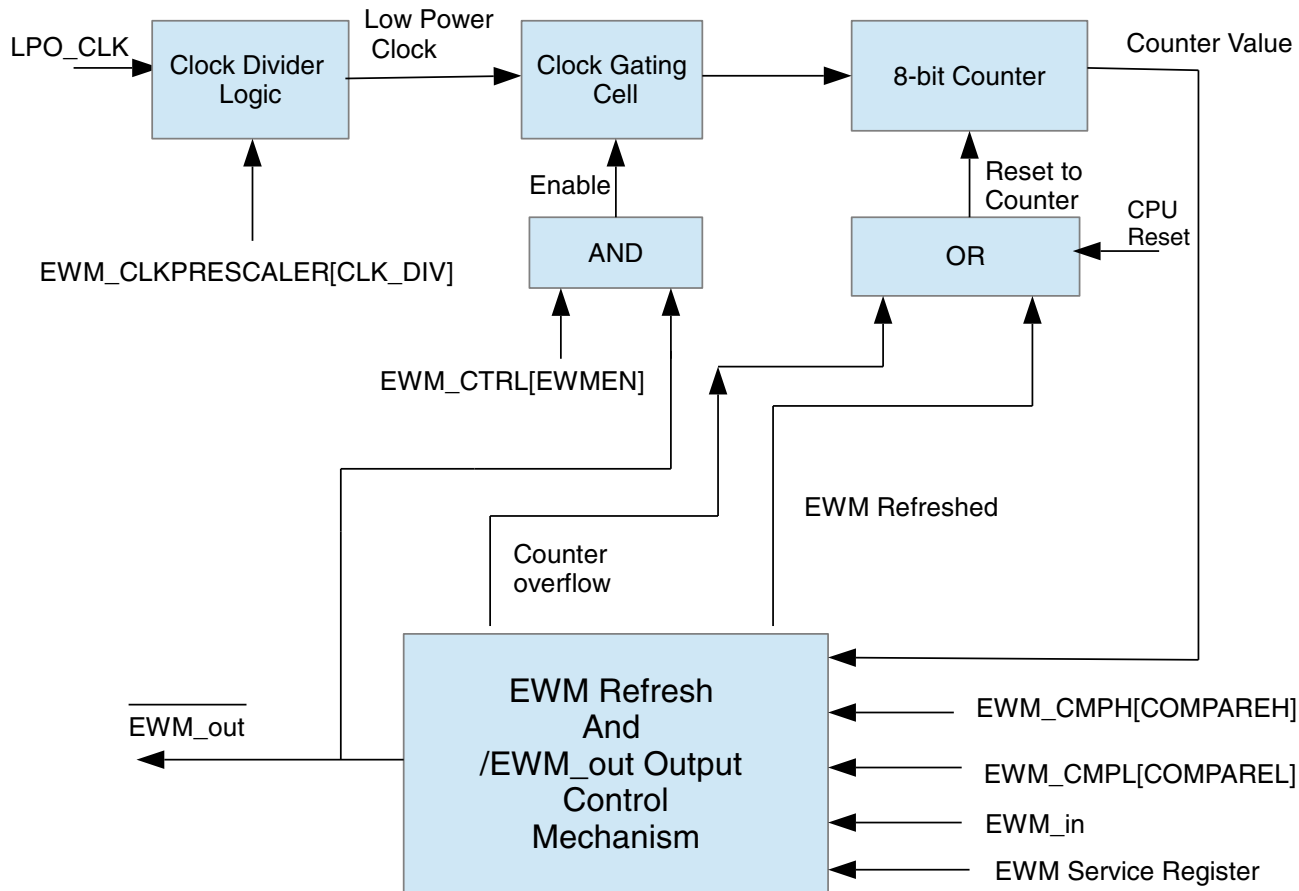 LPO_CLK
Clock Divider
Logic
Low Power
Clock
Clock Gating
Cell
8-bit Counter
Counter Value
Enable
Reset to
Counter
CPU
Reset
AND
OR
EWM_CLKPRESCALER[CLK_DIV]
EWM_CTRL[EWMEN]
EWM Refreshed
Counter
overflow
EWM Refresh
And
/EWM_out Output
Control
Mechanism
EWM_out
EWM_CMPH[COMPAREH]
EWM_CMPL[COMPAREL]
EWM_in
EWM Service Register